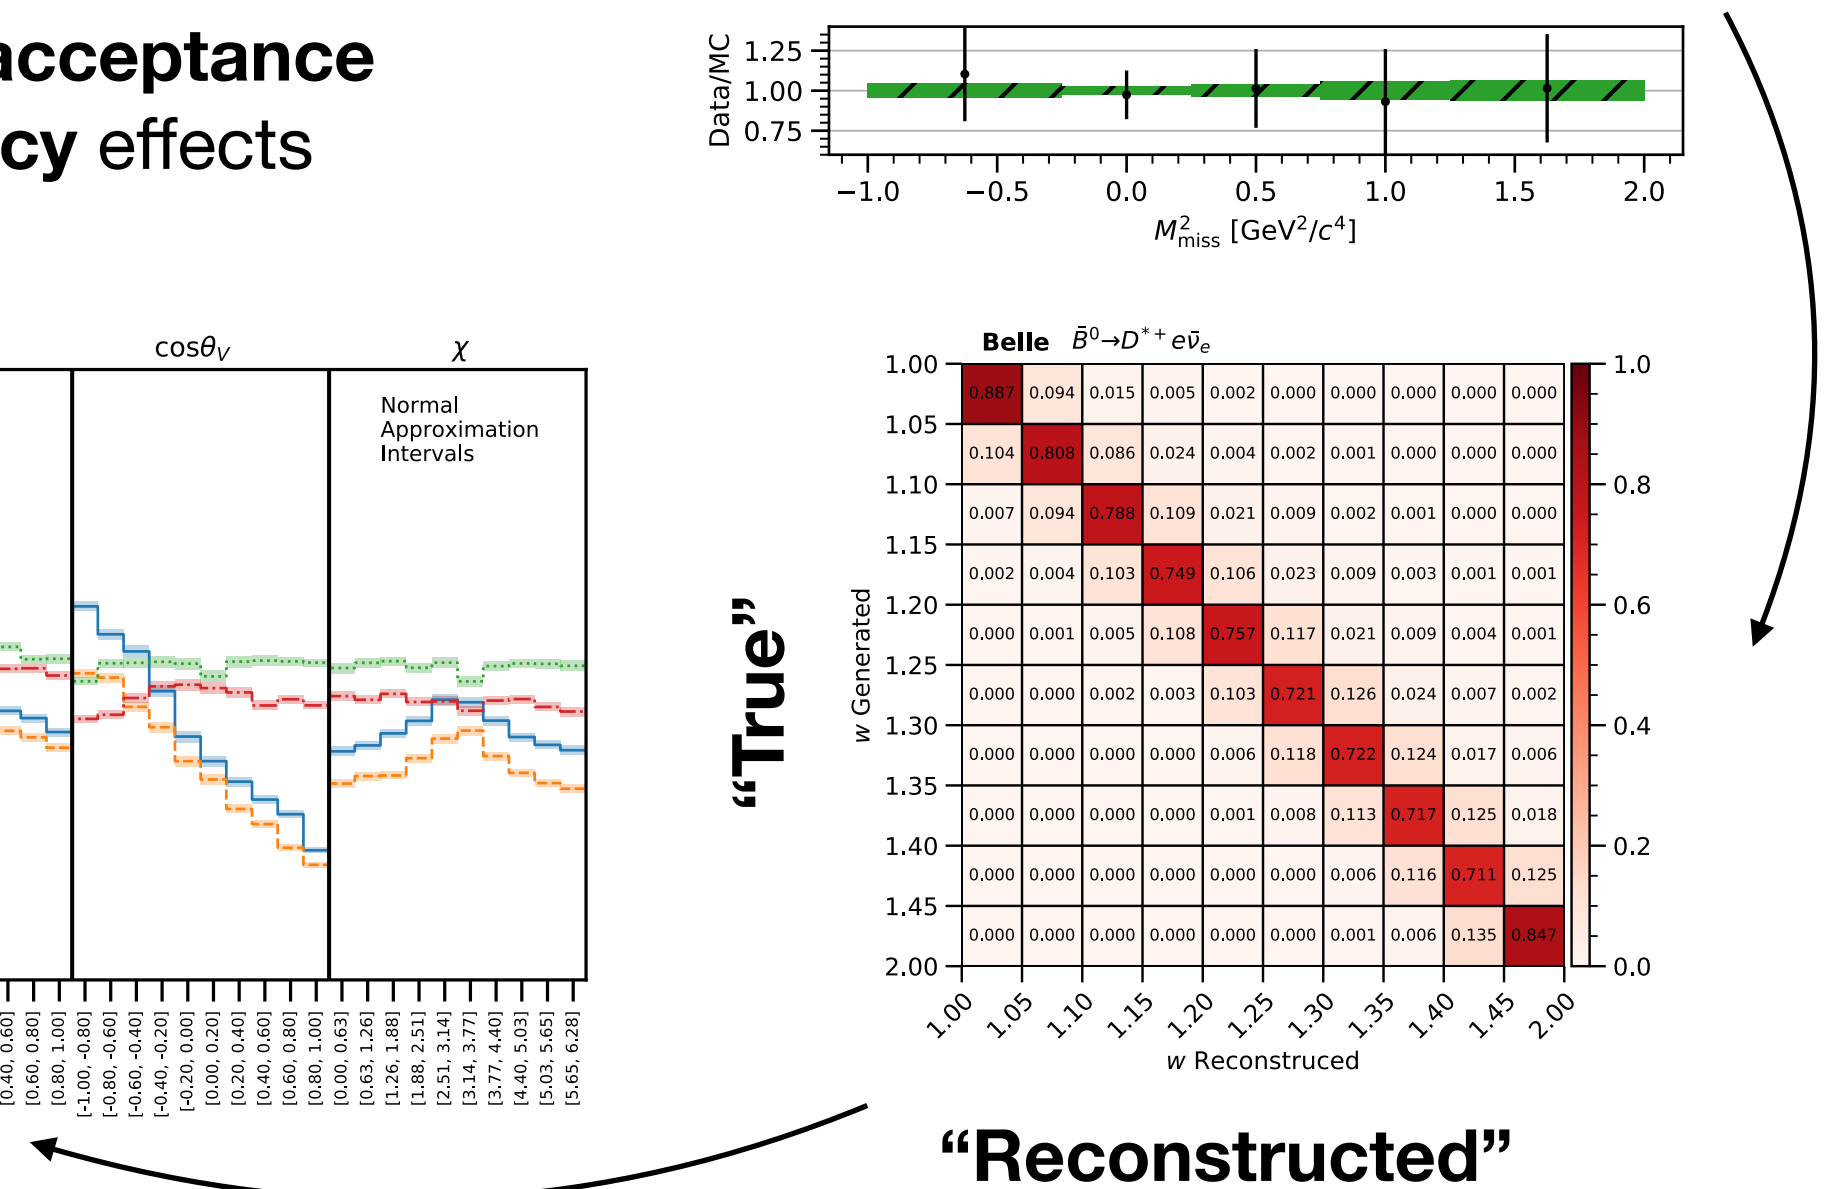 acceptance
cy effects
Data/MC
1.25
1.00
0.75
−1.0 −0.5 0.0 0.5 1.0 1.5 2.0
M²miss [GeV²/c⁴]
cosθV χ
Normal
Approximation
Intervals
[0.40, 0.60]
[0.60, 0.80]
[0.80, 1.00]
[-1.00, -0.80]
[-0.80, -0.60]
[-0.60, -0.40]
[-0.40, -0.20]
[-0.20, 0.00]
[0.00, 0.20]
[0.20, 0.40]
[0.40, 0.60]
[0.60, 0.80]
[0.80, 1.00]
[0.00, 0.63]
[0.63, 1.26]
[1.26, 1.88]
[1.88, 2.51]
[2.51, 3.14]
[3.14, 3.77]
[3.77, 4.40]
[4.40, 5.03]
[5.03, 5.65]
[5.65, 6.28]
“True”
Belle B̄⁰→D*⁺eν̄e
w Generated
1.00
0.887 0.094 0.015 0.005 0.002 0.000 0.000 0.000 0.000 0.000
1.05
0.104 0.808 0.086 0.024 0.004 0.002 0.001 0.000 0.000 0.000
1.10
0.007 0.094 0.788 0.109 0.021 0.009 0.002 0.001 0.000 0.000
1.15
0.002 0.004 0.103 0.749 0.106 0.023 0.009 0.003 0.001 0.001
1.20
0.000 0.001 0.005 0.108 0.757 0.117 0.021 0.009 0.004 0.001
1.25
0.000 0.000 0.002 0.003 0.103 0.721 0.126 0.024 0.007 0.002
1.30
0.000 0.000 0.000 0.000 0.006 0.118 0.722 0.124 0.017 0.006
1.35
0.000 0.000 0.000 0.000 0.001 0.008 0.113 0.717 0.125 0.018
1.40
0.000 0.000 0.000 0.000 0.000 0.000 0.006 0.116 0.711 0.125
1.45
0.000 0.000 0.000 0.000 0.000 0.000 0.001 0.006 0.135 0.847
2.00
1.00 1.05 1.10 1.15 1.20 1.25 1.30 1.35 1.40 1.45 2.00
w Reconstruced
1.0
0.8
0.6
0.4
0.2
0.0
“Reconstructed”